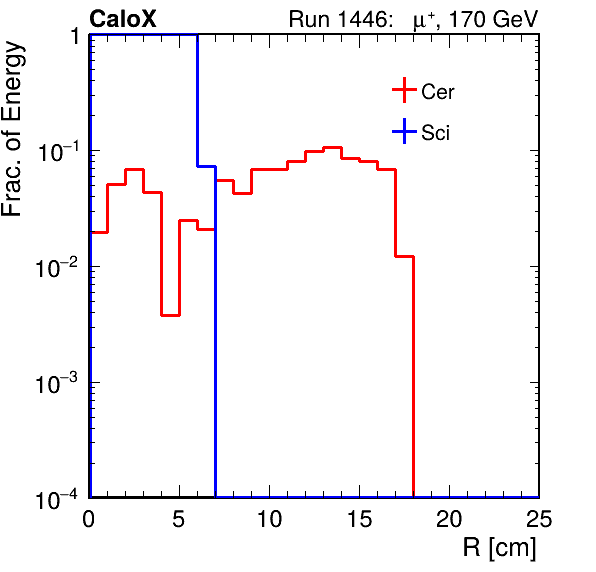 CaloX Run 1446: μ⁺, 170 GeV
Frac. of Energy
1
10⁻¹
10⁻²
10⁻³
10⁻⁴
Cer
Sci
0 5 10 15 20 25
R [cm]